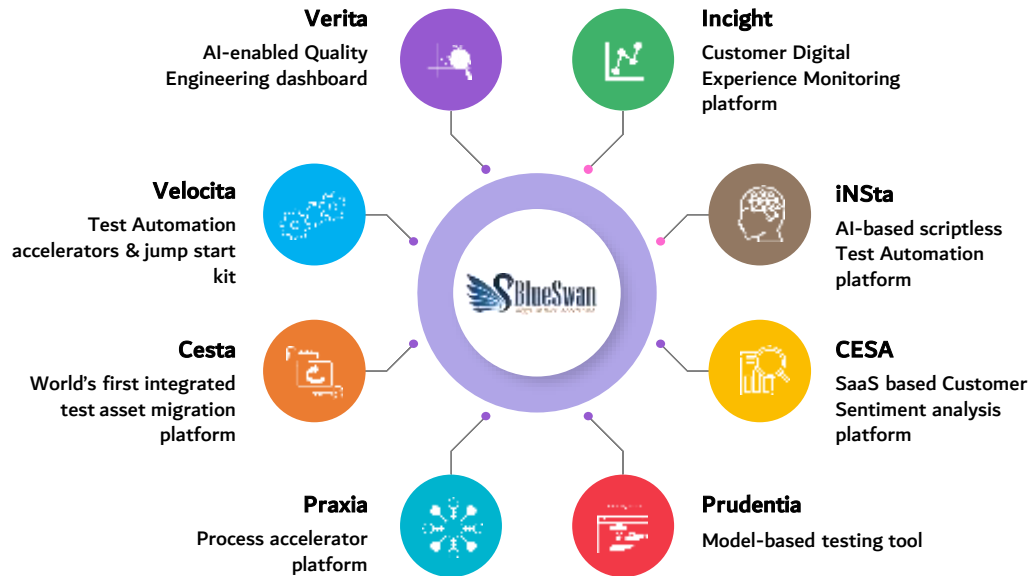 Verita
AI-enabled Quality
Engineering dashboard
Incight
Customer Digital
Experience Monitoring
platform
Velocita
Test Automation
accelerators & jump start
kit
iNSta
AI-based scriptless
Test Automation
platform
BlueSwan
Cesta
World's first integrated
test asset migration
platform
CESA
SaaS based Customer
Sentiment analysis
platform
Praxia
Process accelerator
platform
Prudentia
Model-based testing tool